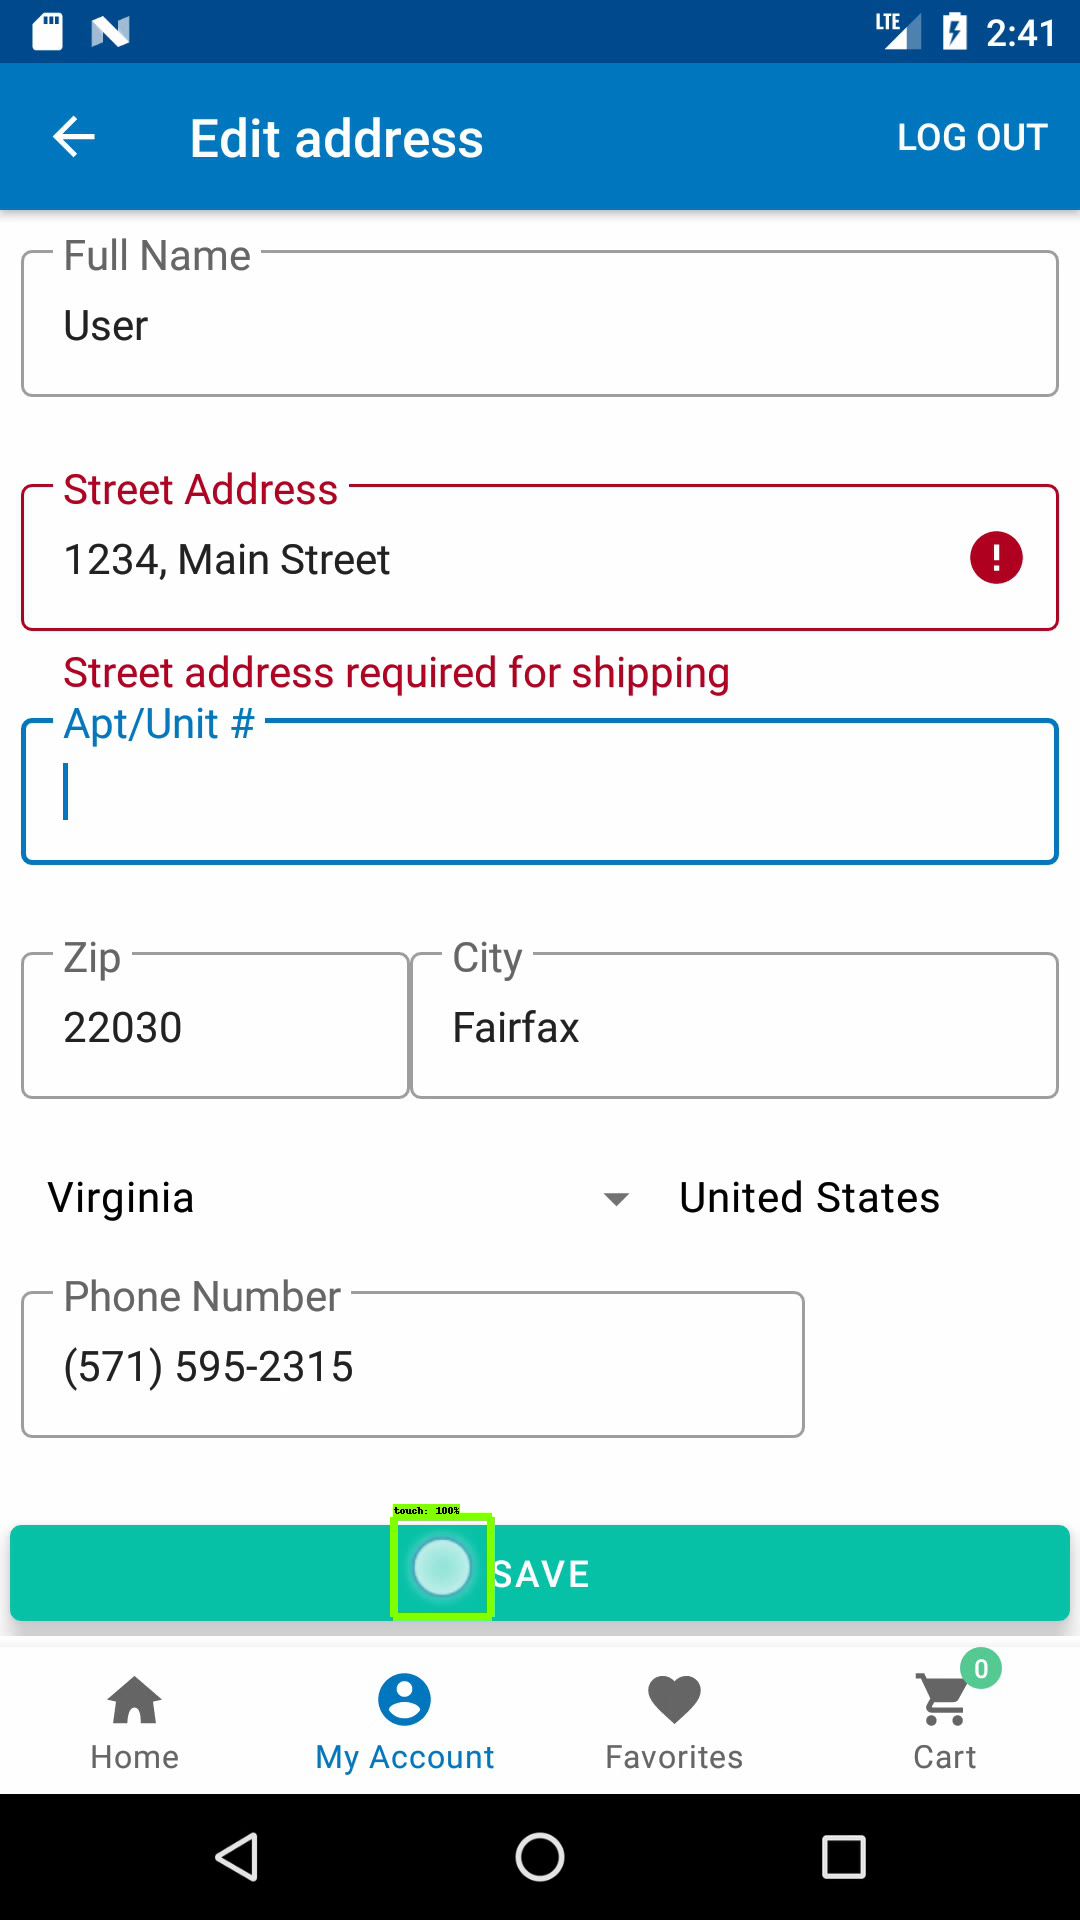 LTE 2:41
Edit address
LOG OUT
Full Name
User
Street Address
1234, Main Street
Street address required for shipping
Apt/Unit #
Zip
22030
City
Fairfax
Virginia
United States
Phone Number
(571) 595-2315
touch: 100%
SAVE
0
Home
My Account
Favorites
Cart